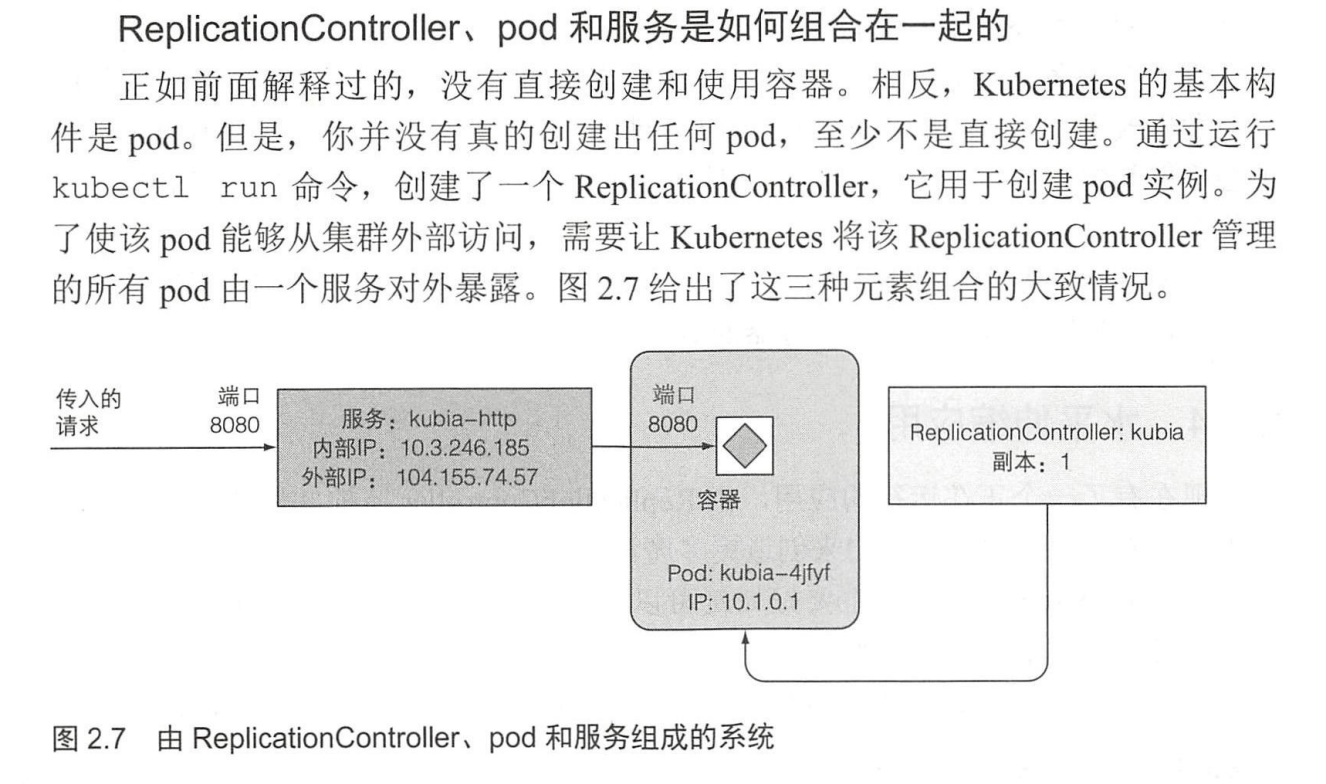 ReplicationController、pod 和服务是如何组合在一起的
正如前面解释过的，没有直接创建和使用容器。相反，Kubernetes 的基本构
件是 pod。但是，你并没有真的创建出任何 pod，至少不是直接创建。通过运行
kubectl run 命令，创建了一个 ReplicationController，它用于创建 pod 实例。为
了使该 pod 能够从集群外部访问，需要让 Kubernetes 将该 ReplicationController 管理
的所有 pod 由一个服务对外暴露。图 2.7 给出了这三种元素组合的大致情况。
传入的
请求
端口
8080
服务：kubia-http
内部IP：10.3.246.185
外部IP：104.155.74.57
端口
8080
容器
Pod: kubia-4jfyf
IP: 10.1.0.1
ReplicationController: kubia
副本：1
图 2.7 由 ReplicationController、pod 和服务组成的系统